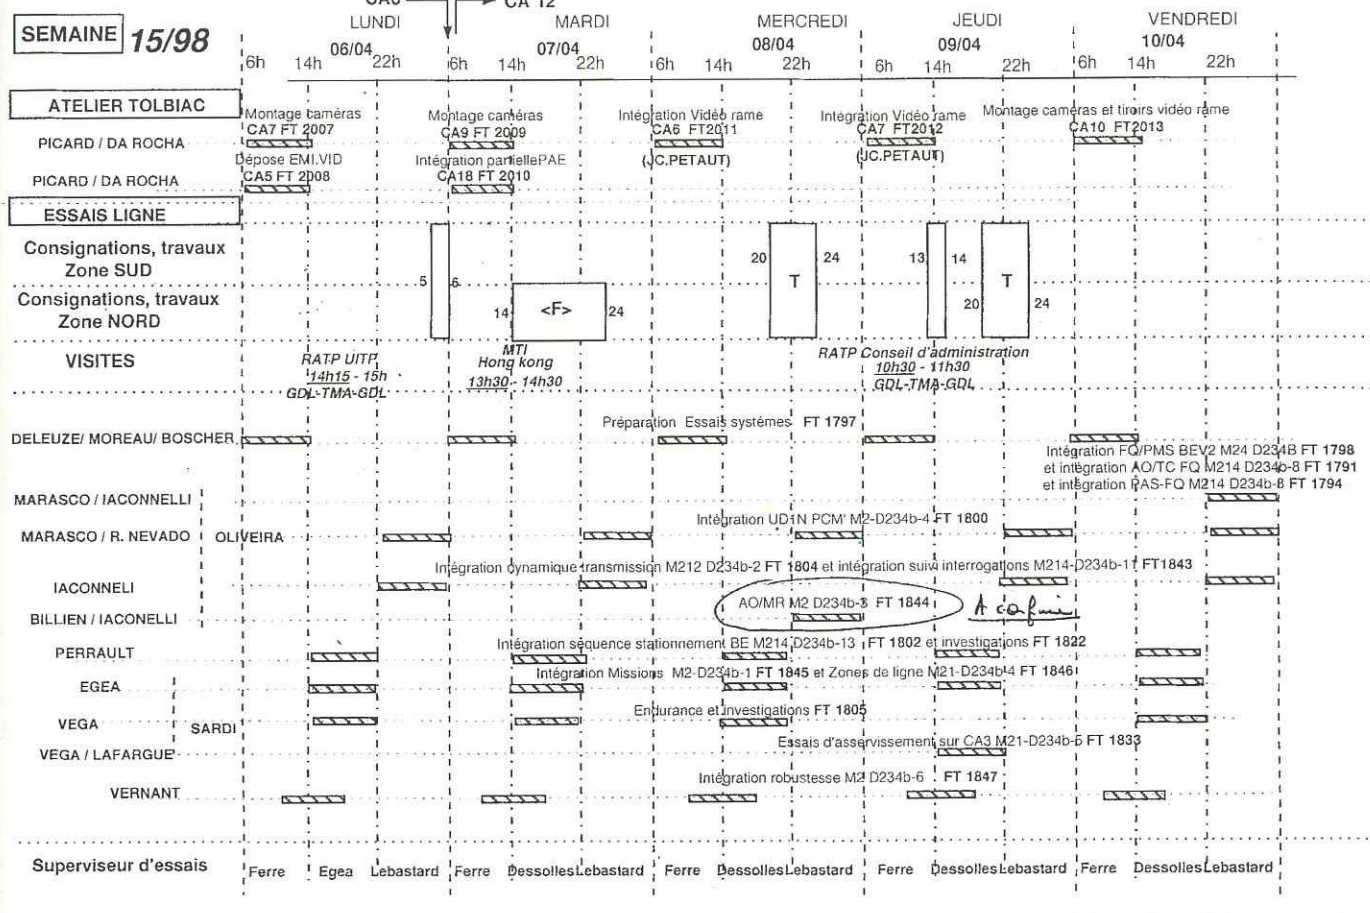 CA 12
SEMAINE 15/98
LUNDI MARDI MERCREDI JEUDI VENDREDI
06/04 07/04 08/04 09/04 10/04
6h 14h 22h 6h 14h 22h 6h 14h 22h 6h 14h 22h 6h 14h 22h
ATELIER TOLBIAC
Montage caméras Montage caméras Intégration Vidéo rame Intégration Vidéo rame Montage caméras et tiroirs vidéo rame
PICARD / DA ROCHA CA7 FT 2007 CA9 FT 2009 CA6 FT2011 CA7 FT2012 CA10 FT2013
(JC.PETAUT) (JC.PETAUT)
Dépose EMI.VID Intégration partiellePAE
PICARD / DA ROCHA CA5 FT 2008 CA18 FT 2010
ESSAIS LIGNE
Consignations, travaux
Zone SUD
20 T 24 13 14 T
5 6
Consignations, travaux
Zone NORD
14 <F> 24 20 24
VISITES
RATP UITP MTI RATP Conseil d'administration
14h15 - 15h Hong kong 10h30 - 11h30
GDL-TMA-GDL 13h30 - 14h30 GDL-TMA-GDL
Préparation Essais systèmes FT 1797
DELEUZE/ MOREAU/ BOSCHER
Intégration FQ/PMS BEV2 M24 D234B FT 1798
et intégration AO/TC FQ M214 D234b-8 FT 1791
et intégration PAS-FQ M214 D234b-8 FT 1794
MARASCO / IACONNELLI
Intégration UD1N PCM' M2-D234b-4 FT 1800
MARASCO / R. NEVADO OLIVEIRA
Intégration dynamique transmission M212 D234b-2 FT 1804 et intégration suivi interrogations M214-D234b-11 FT1843
IACONNELI
AO/MR M2 D234b-3 FT 1844
BILLIEN / IACONELLI
Intégration séquence stationnement BE M214 D234b-13 FT 1802 et investigations FT 1822
PERRAULT
Intégration Missions M2-D234b-1 FT 1845 et Zones de ligne M21-D234b-4 FT 1846
EGEA
Endurance et investigations FT 1805
VEGA SARDI
Essais d'asservissement sur CA3 M21-D234b-5 FT 1833
VEGA / LAFARGUE
Intégration robustesse M2 D234b-6 FT 1847
VERNANT
Superviseur d'essais Ferre Egea Lebastard Ferre Dessolles Lebastard Ferre Dessolles Lebastard Ferre Dessolles Lebastard Ferre Dessolles Lebastard